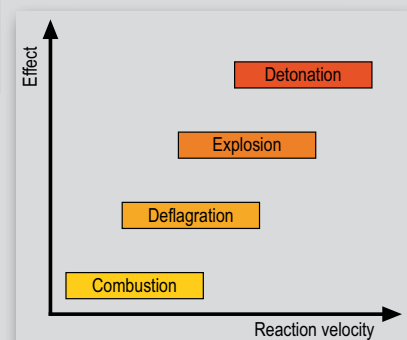 Effect
Detonation
Explosion
Deflagration
Combustion
Reaction velocity